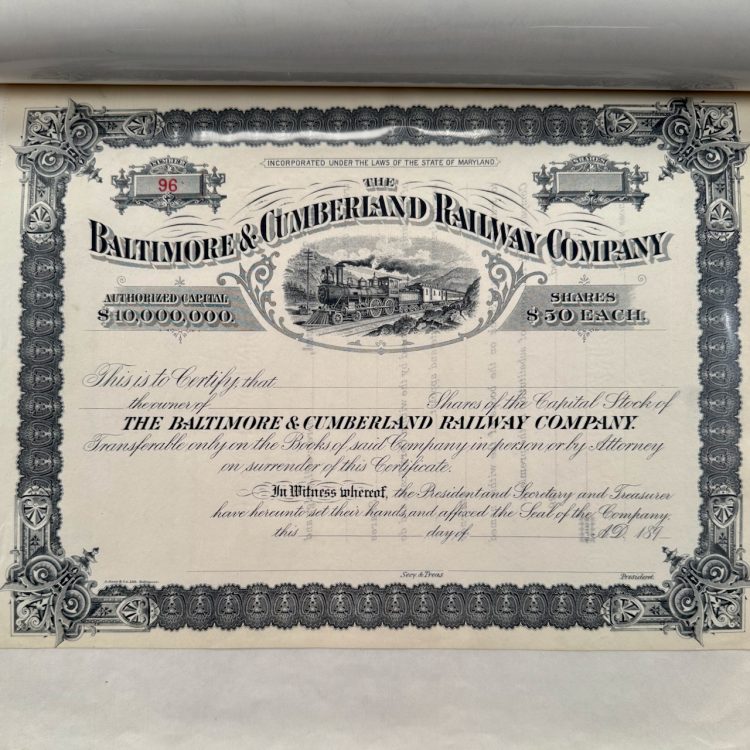 INCORPORATED UNDER THE LAWS OF THE STATE OF MARYLAND.
NUMBER
96
SHARES
THE
BALTIMORE & CUMBERLAND RAILWAY COMPANY
AUTHORIZED CAPITAL
$10,000,000.
SHARES
$50 EACH.
This is to Certify, that
the owner of Shares of the Capital Stock of
THE BALTIMORE & CUMBERLAND RAILWAY COMPANY.
Transferable only on the Books of said Company in person or by Attorney
on surrender of this Certificate.
In Witness whereof, the President and Secretary and Treasurer
have hereunto set their hands and affixed the Seal of the Company.
this day of A.D. 189
Secy. & Treas
President.